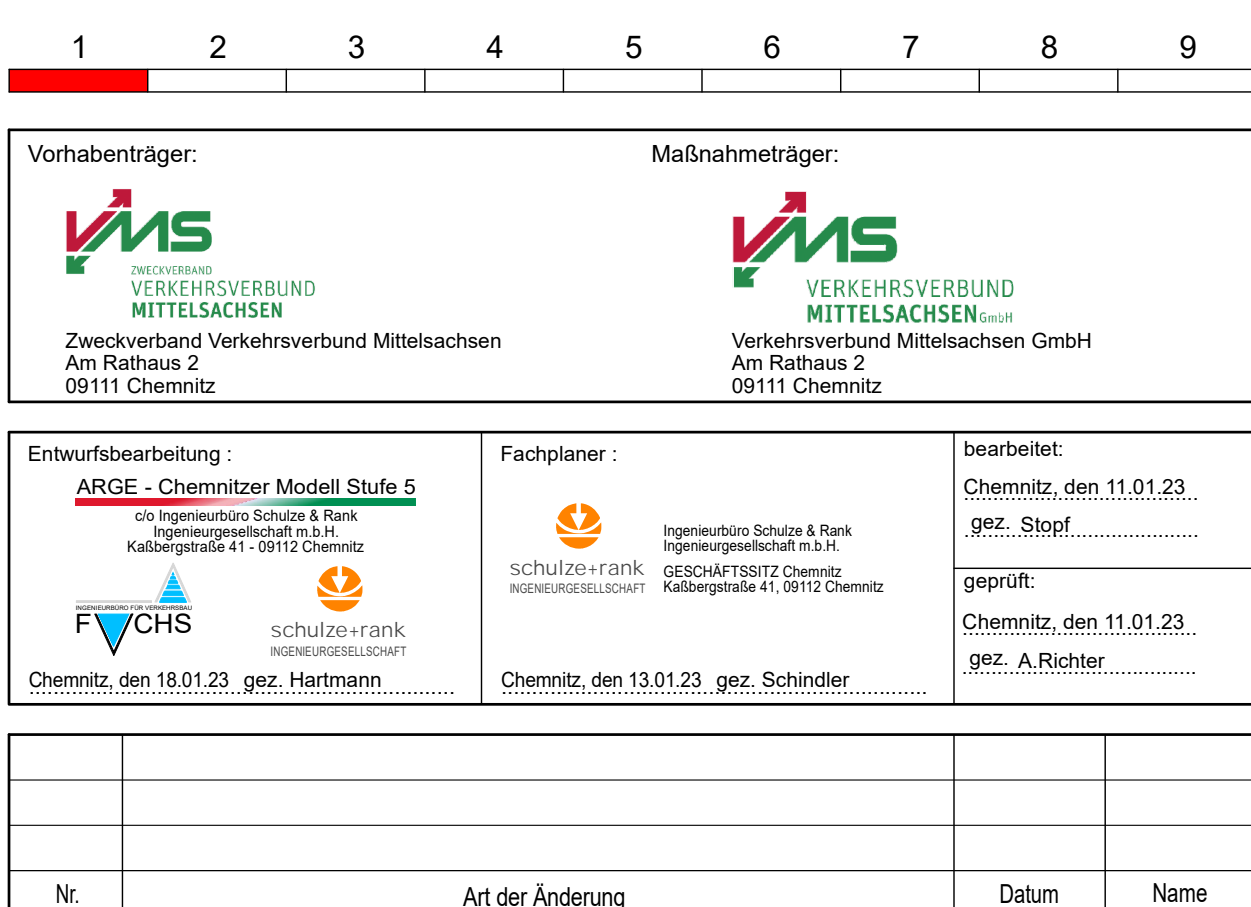 1 2 3 4 5 6 7 8 9
Vorhabenträger:
VMS
ZWECKVERBAND
VERKEHRSVERBUND
MITTELSACHSEN
Zweckverband Verkehrsverbund Mittelsachsen
Am Rathaus 2
09111 Chemnitz
Maßnahmeträger:
VMS
VERKEHRSVERBUND
MITTELSACHSEN GmbH
Verkehrsverbund Mittelsachsen GmbH
Am Rathaus 2
09111 Chemnitz
Entwurfsbearbeitung :
ARGE - Chemnitzer Modell Stufe 5
c/o Ingenieurbüro Schulze & Rank
Ingenieurgesellschaft m.b.H.
Kaßbergstraße 41 - 09112 Chemnitz
INGENIEURBÜRO FÜR VERKEHRSBAU
FUCHS
schulze+rank
INGENIEURGESELLSCHAFT
Chemnitz, den 18.01.23 gez. Hartmann
Fachplaner :
schulze+rank
INGENIEURGESELLSCHAFT
Ingenieurbüro Schulze & Rank
Ingenieurgesellschaft m.b.H.
GESCHÄFTSSITZ Chemnitz
Kaßbergstraße 41, 09112 Chemnitz
Chemnitz, den 13.01.23 gez. Schindler
bearbeitet:
Chemnitz, den 11.01.23
gez. Stopf
geprüft:
Chemnitz, den 11.01.23
gez. A.Richter
Nr. Art der Änderung Datum Name